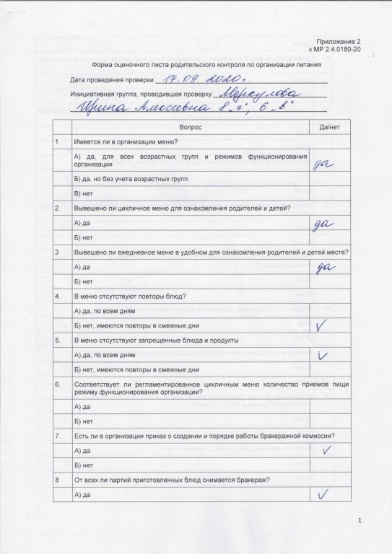 Приложение 2
к МР 2.4.0180-20
Форма оценочного листа родительского контроля по организации питания
Дата проведения проверки 17.09 2020г.
Инициативная группа, проводившая проверку Меркулова
Ирина Амосовна 8 „г", 6 „в"
Вопрос Да/нет
1 Имеется ли в организации меню?
А) да, для всех возрастных групп и режимов функционирования
организации да
Б) да, но без учета возрастных групп
В) нет
2 Вывешено ли цикличное меню для ознакомления родителей и детей?
А) да да
Б) нет
3 Вывешено ли ежедневное меню в удобном для ознакомления родителей и детей месте?
А) да да
Б) нет
4. В меню отсутствуют повторы блюд?
А) да, по всем дням
Б) нет, имеются повторы в смежные дни V
5. В меню отсутствуют запрещенные блюда и продукты
А) да, по всем дням V
Б) нет, имеются повторы в смежные дни
6. Соответствует ли регламентированное цикличным меню количество приемов пищи
режиму функционирования организации?
А) да
Б) нет
7. Есть ли в организации приказ о создании и порядке работы бракеражной комиссии?
А) да V
Б) нет
8 От всех ли партий приготовленных блюд снимается бракераж?
А) да V
1